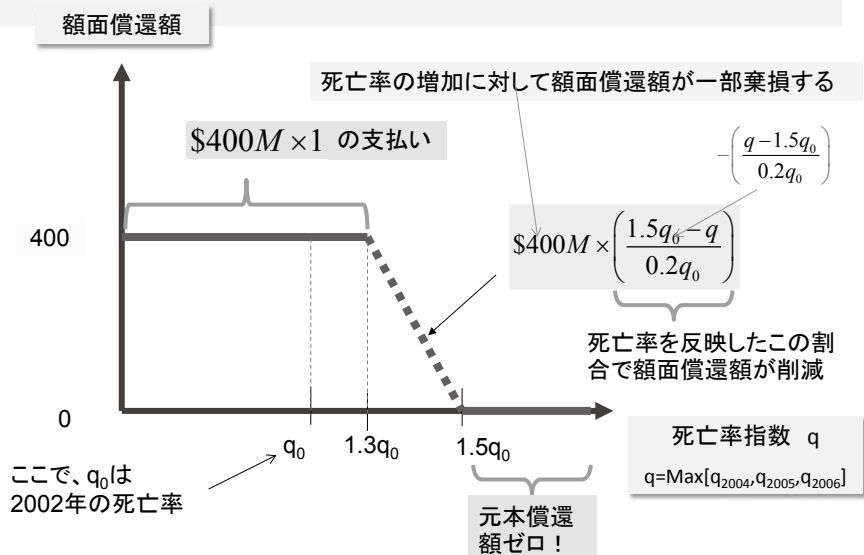 額面償還額
死亡率の増加に対して額面償還額が一部棄損する
$400M×1 の支払い
-((q-1.5q₀)/(0.2q₀))
400
$400M×((1.5q₀-q)/(0.2q₀))
死亡率を反映したこの割
合で額面償還額が削減
0
q₀
1.3q₀
1.5q₀
死亡率指数 q
q=Max[q₂₀₀₄,q₂₀₀₅,q₂₀₀₆]
ここで、q₀は
2002年の死亡率
元本償還
額ゼロ！